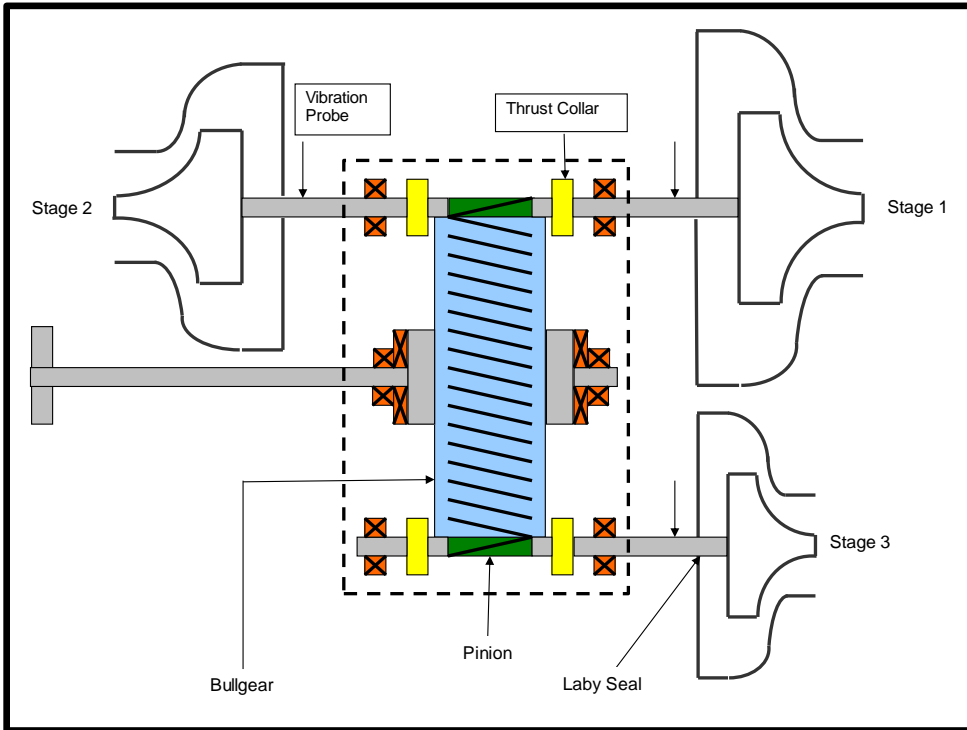 Vibration
Probe
Thrust Collar
Stage 2
Stage 1
Stage 3
Pinion
Bullgear
Laby Seal